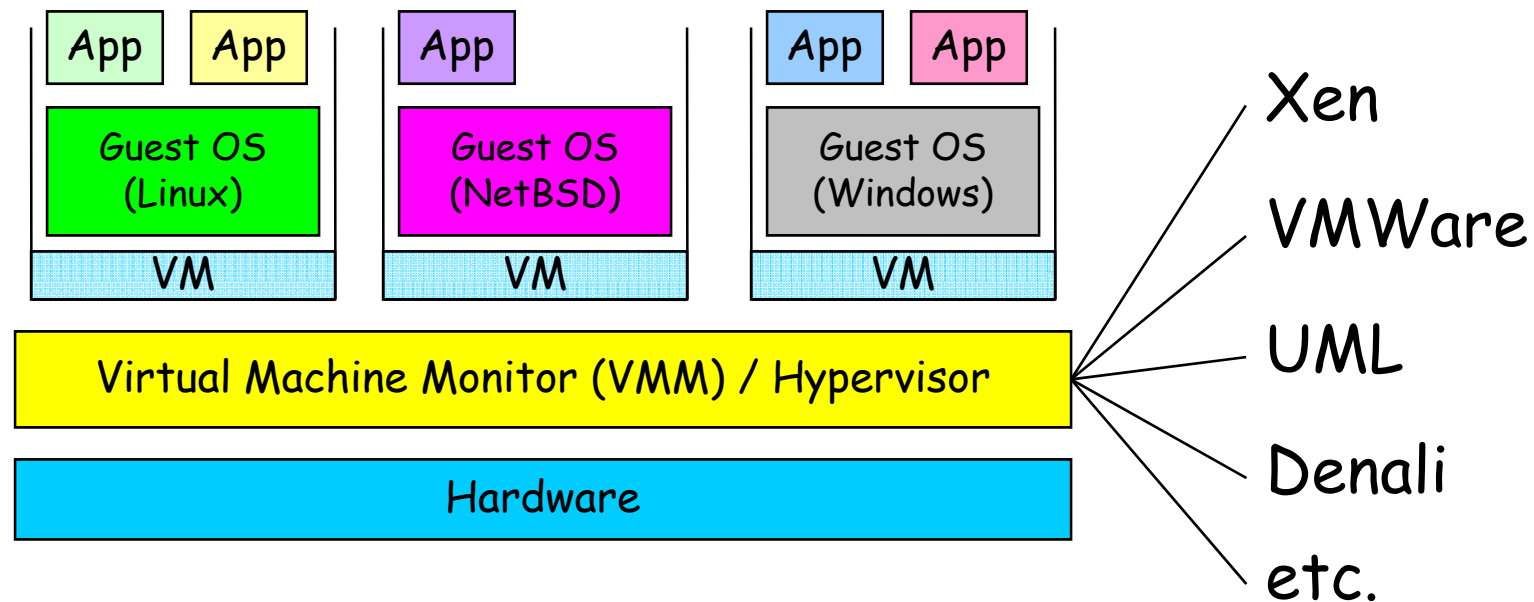 App App App App App
Guest OS Guest OS Guest OS
(Linux) (NetBSD) (Windows)
VM VM VM
Virtual Machine Monitor (VMM) / Hypervisor
Hardware
Xen
VMWare
UML
Denali
etc.